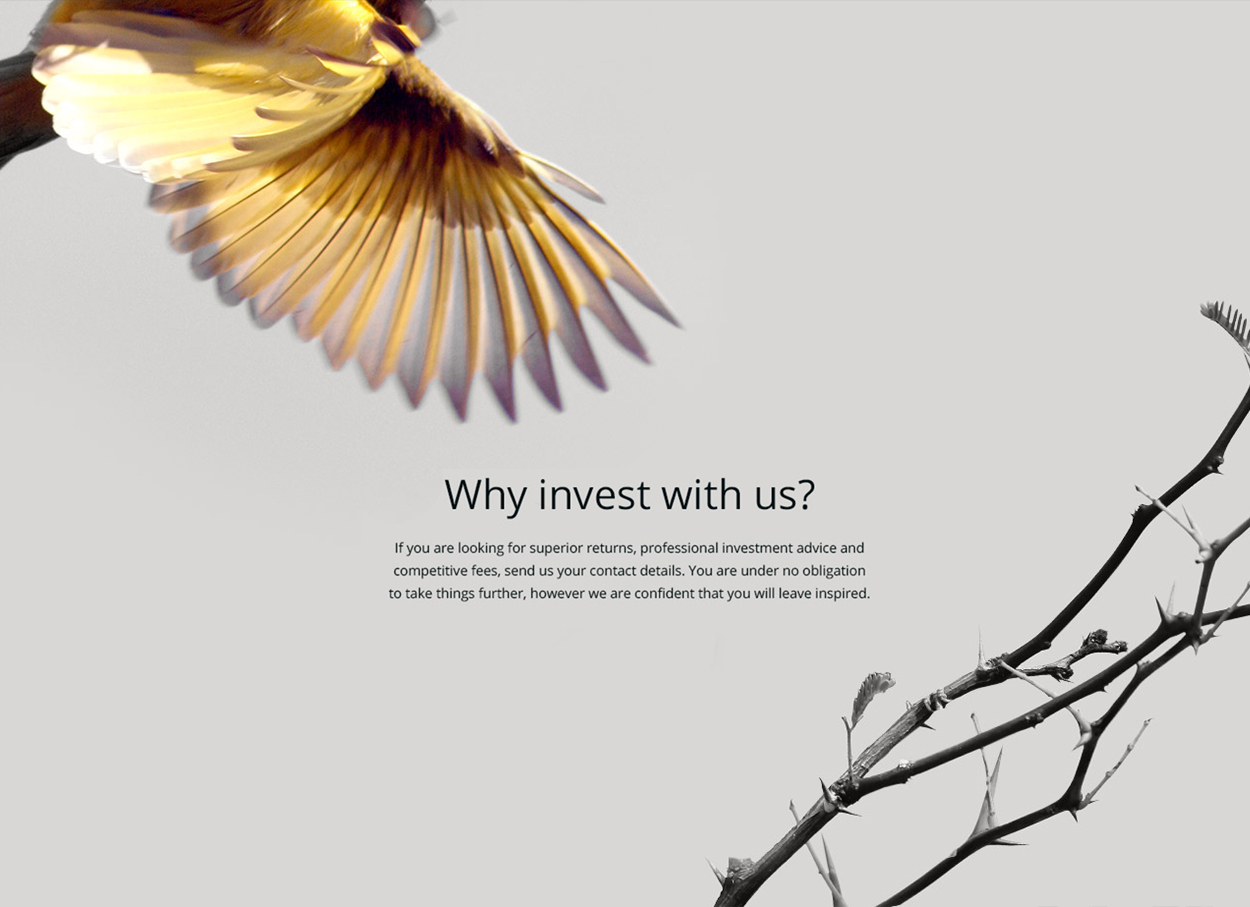 Why invest with us?
If you are looking for superior returns, professional investment advice and
competitive fees, send us your contact details. You are under no obligation
to take things further, however we are confident that you will leave inspired.